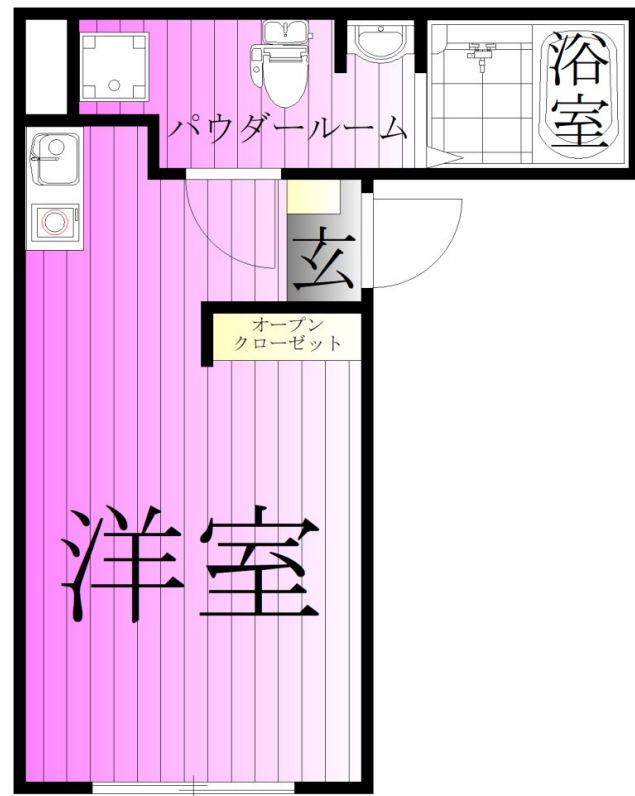 浴室
パウダールーム
玄
オープン
クローゼット
洋室